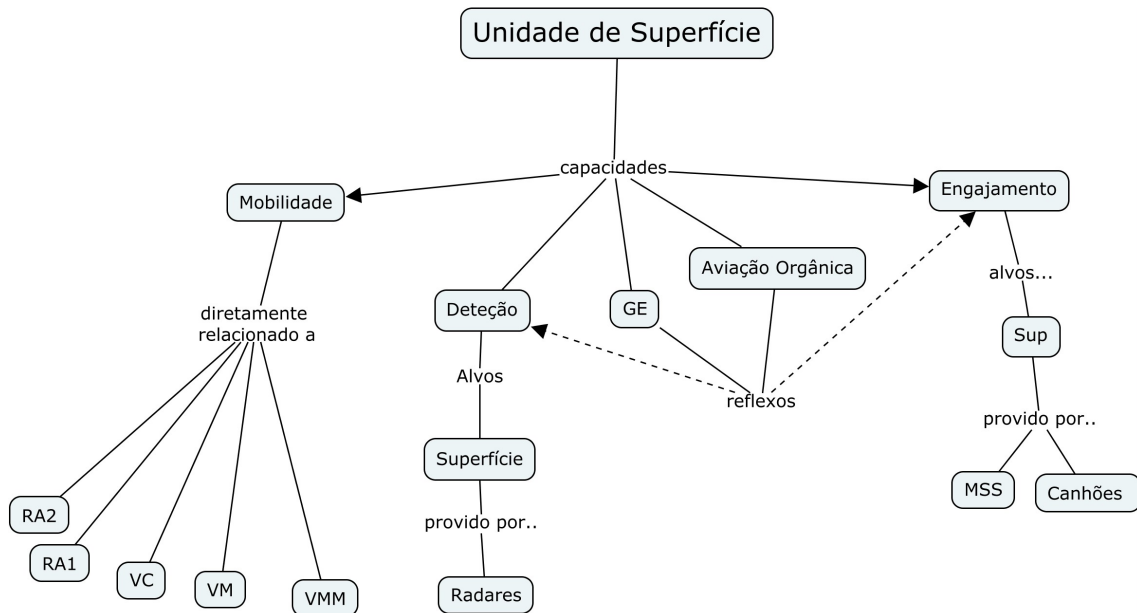 Unidade de Superfície
capacidades
Mobilidade
Engajamento
Aviação Orgânica
alvos...
Deteção
GE
diretamente
relacionado a
Sup
Alvos
reflexos
provido por..
Superfície
MSS
Canhões
RA2
provido por..
RA1
VC
VM
VMM
Radares